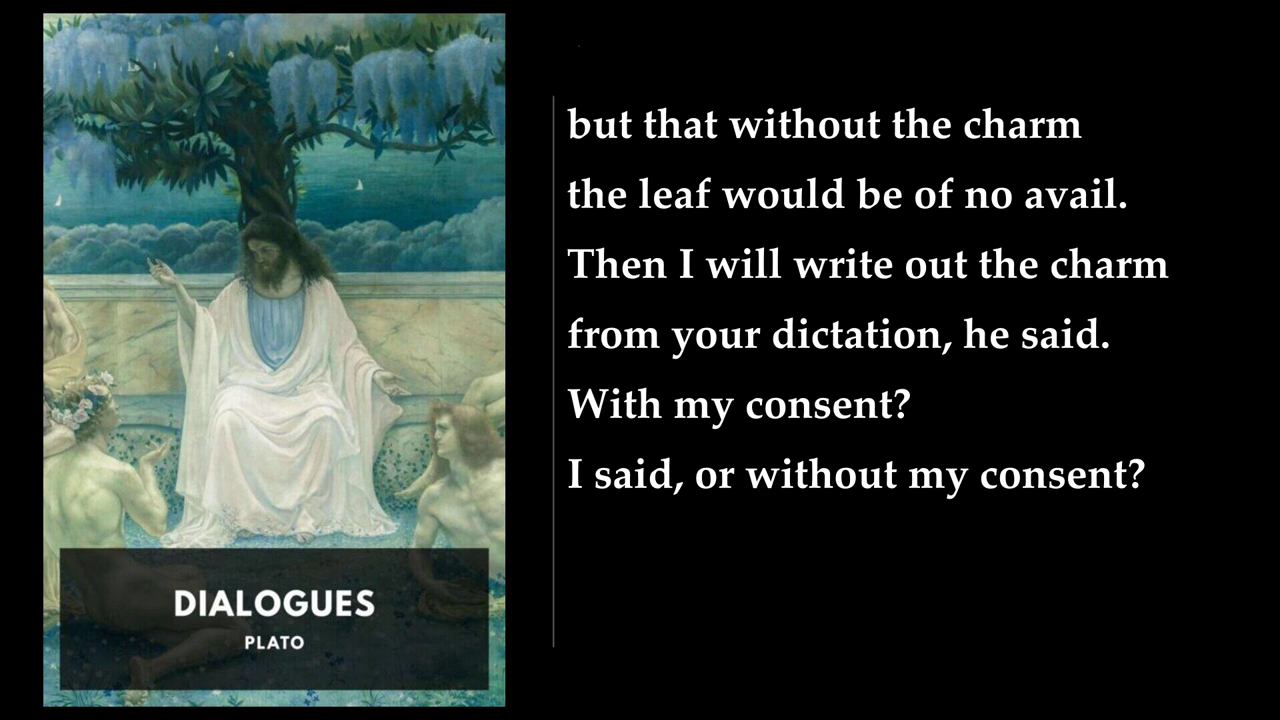 but that without the charm
the leaf would be of no avail.
Then I will write out the charm
from your dictation, he said.
With my consent?
I said, or without my consent?
DIALOGUES
PLATO